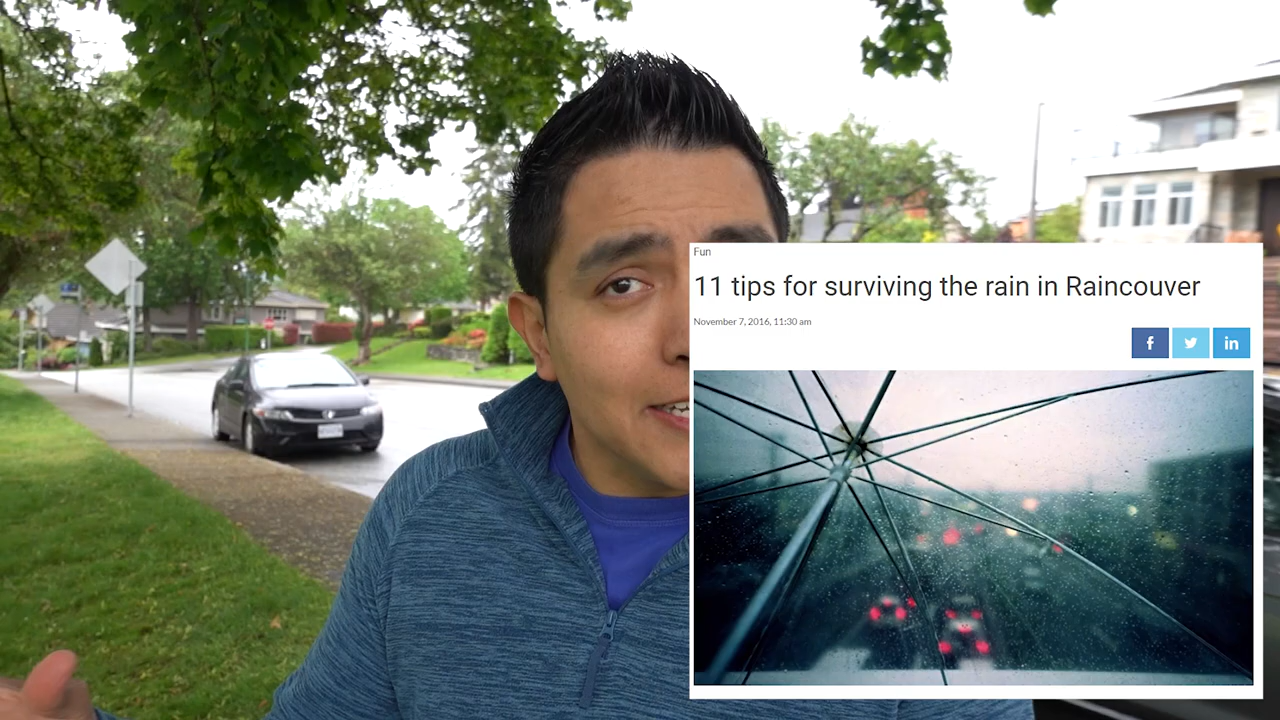 Fun
11 tips for surviving the rain in Raincouver
November 7, 2016, 11:30 am
f
in